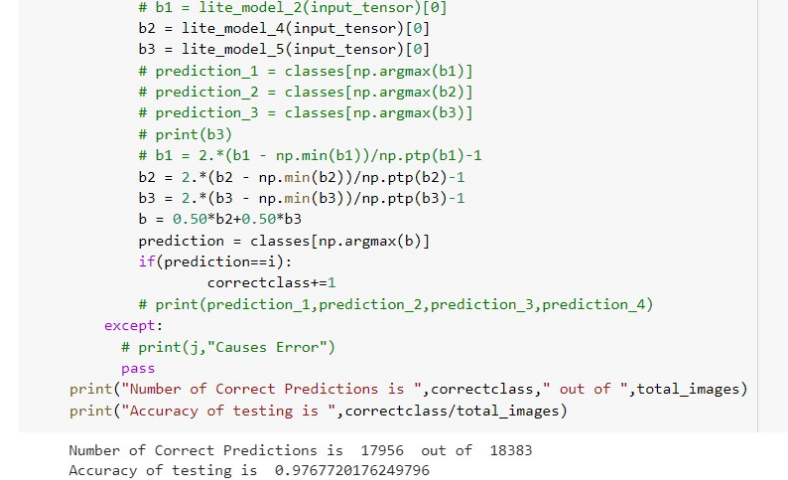 # b1 = lite_model_2(input_tensor)[0]
b2 = lite_model_4(input_tensor)[0]
b3 = lite_model_5(input_tensor)[0]
# prediction_1 = classes[np.argmax(b1)]
# prediction_2 = classes[np.argmax(b2)]
# prediction_3 = classes[np.argmax(b3)]
# print(b3)
# b1 = 2.*(b1 - np.min(b1))/np.ptp(b1)-1
b2 = 2.*(b2 - np.min(b2))/np.ptp(b2)-1
b3 = 2.*(b3 - np.min(b3))/np.ptp(b3)-1
b = 0.50*b2+0.50*b3
prediction = classes[np.argmax(b)]
if(prediction==i):
correctclass+=1
# print(prediction_1,prediction_2,prediction_3,prediction_4)
except:
# print(j,"Causes Error")
pass
print("Number of Correct Predictions is ",correctclass," out of ",total_images)
print("Accuracy of testing is ",correctclass/total_images)
Number of Correct Predictions is  17956  out of  18383
Accuracy of testing is  0.9767720176249796